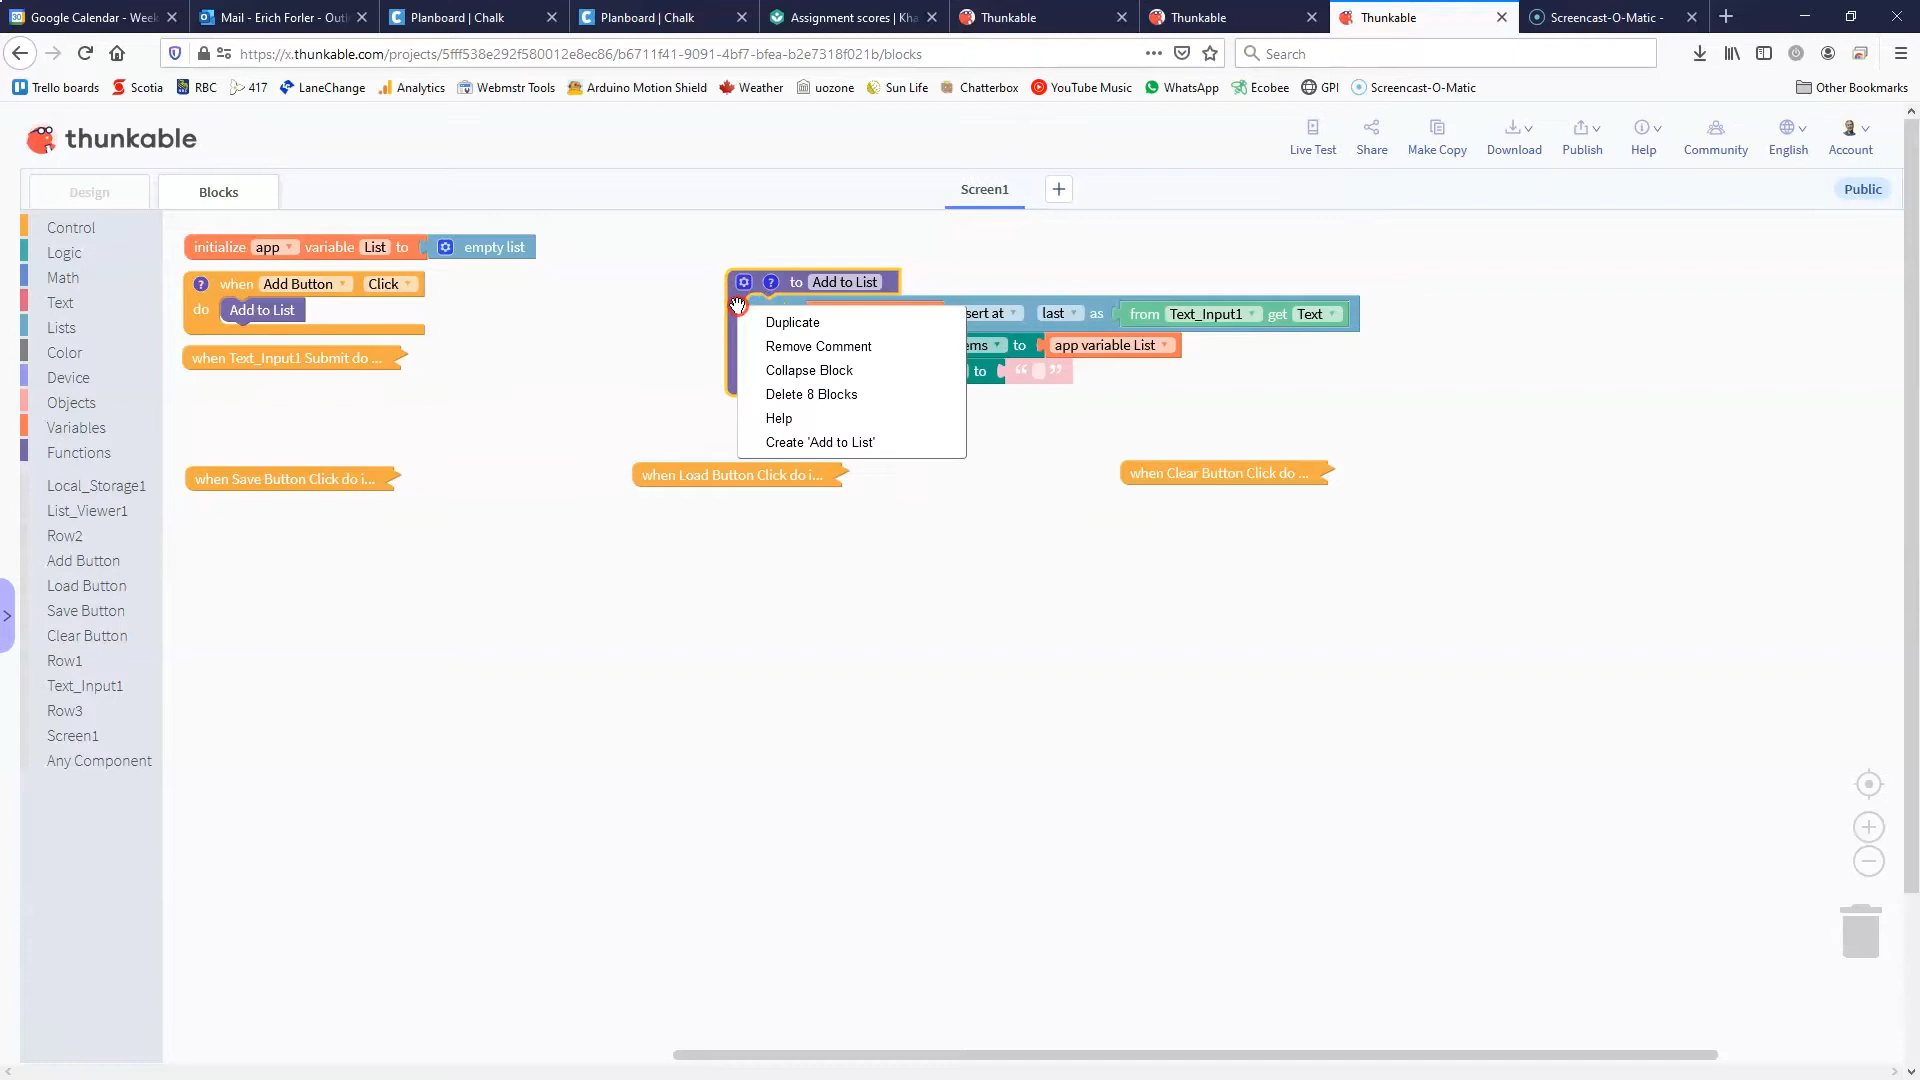 Google Calendar - Week
Mail - Erich Forler - Outl
Planboard | Chalk
Planboard | Chalk
Assignment scores | Kha
Thunkable
Thunkable
Thunkable
Screencast-O-Matic -
https://x.thunkable.com/projects/5fff538e292f580012e8ec86/b6711f41-9091-4bf7-bfea-b2e7318f021b/blocks
Search
Trello boards
Scotia
RBC
417
LaneChange
Analytics
Webmstr Tools
Arduino Motion Shield
Weather
uozone
Sun Life
Chatterbox
YouTube Music
WhatsApp
Ecobee
GPI
Screencast-O-Matic
Other Bookmarks
thunkable
Live Test
Share
Make Copy
Download
Publish
Help
Community
English
Account
Design
Blocks
Screen1
Public
Control
Logic
Math
Text
Lists
Color
Device
Objects
Variables
Functions
Local_Storage1
List_Viewer1
Row2
Add Button
Load Button
Save Button
Clear Button
Row1
Text_Input1
Row3
Screen1
Any Component
initialize app variable List to empty list
when Add Button Click
do Add to List
when Text_Input1 Submit do ...
to Add to List
sert at last as from Text_Input1 get Text
ems to app variable List
to “ ”
Duplicate
Remove Comment
Collapse Block
Delete 8 Blocks
Help
Create 'Add to List'
when Save Button Click do i...
when Load Button Click do i...
when Clear Button Click do ...